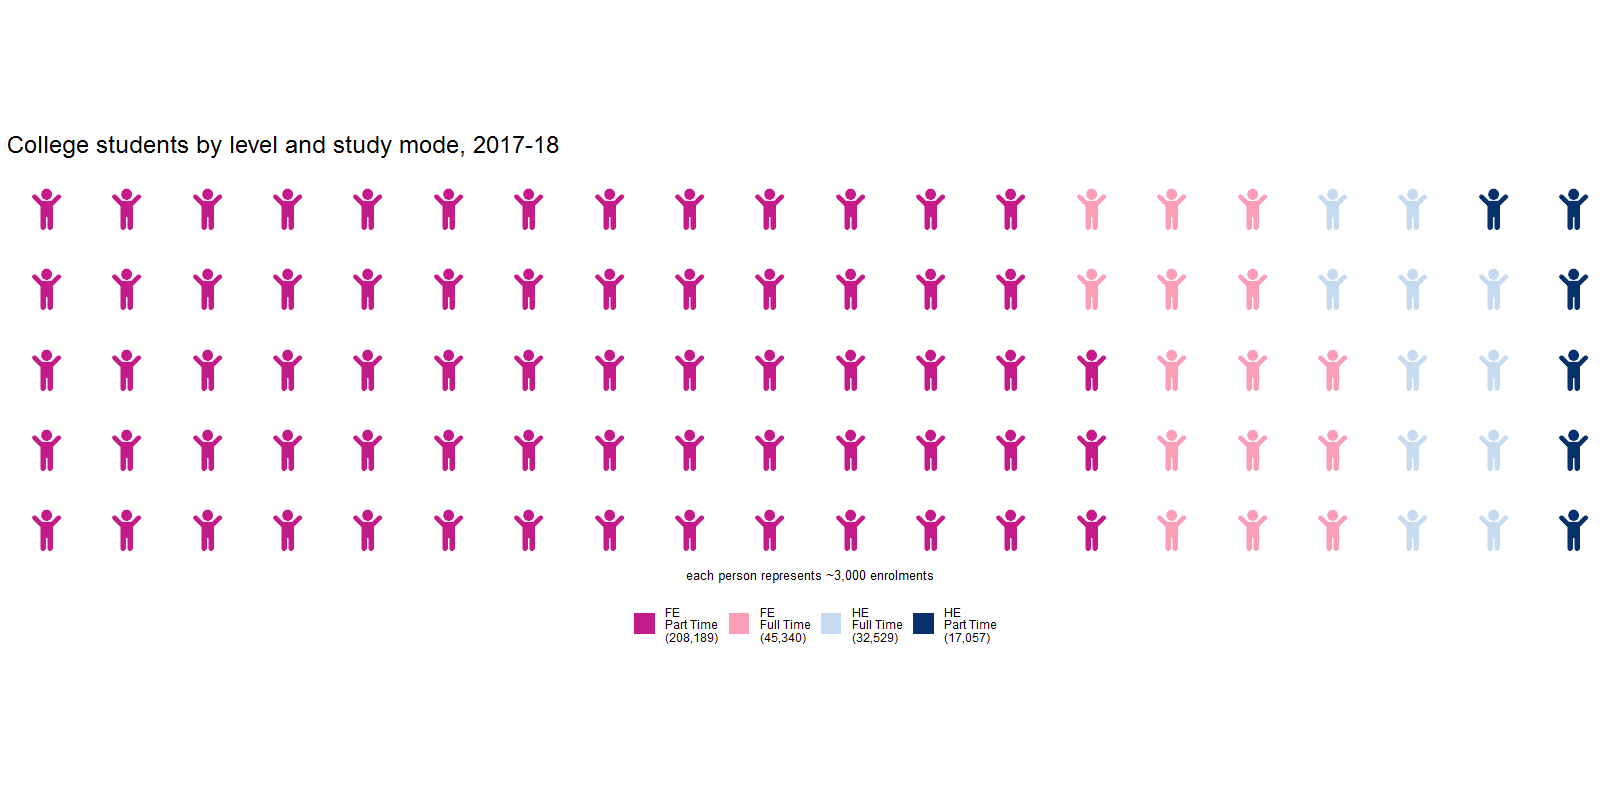 College students by level and study mode, 2017-18
each person represents ~3,000 enrolments
FE
Part Time
(208,189)
FE
Full Time
(45,340)
HE
Full Time
(32,529)
HE
Part Time
(17,057)